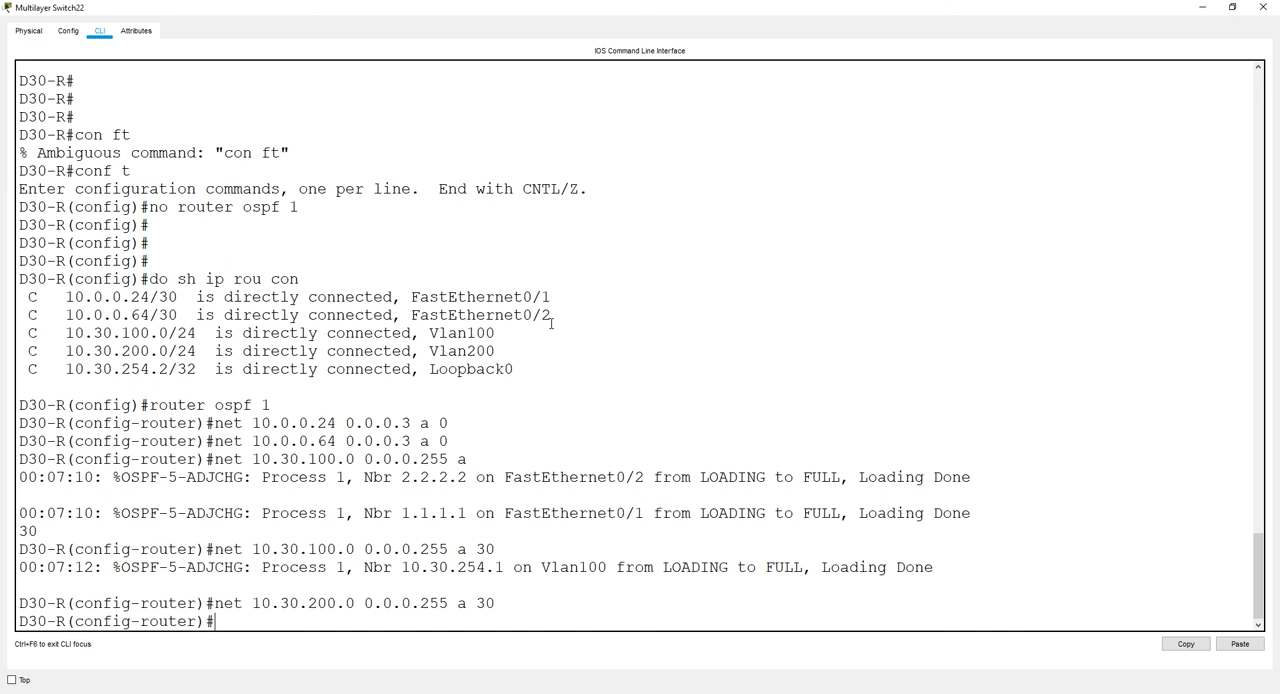 Multilayer Switch22
Physical Config CLI Attributes
IOS Command Line Interface
D30-R#
D30-R#
D30-R#
D30-R#con ft
% Ambiguous command: "con ft"
D30-R#conf t
Enter configuration commands, one per line.  End with CNTL/Z.
D30-R(config)#no router ospf 1
D30-R(config)#
D30-R(config)#
D30-R(config)#
D30-R(config)#do sh ip rou con
C   10.0.0.24/30  is directly connected, FastEthernet0/1
C   10.0.0.64/30  is directly connected, FastEthernet0/2
C   10.30.100.0/24  is directly connected, Vlan100
C   10.30.200.0/24  is directly connected, Vlan200
C   10.30.254.2/32  is directly connected, Loopback0
D30-R(config)#router ospf 1
D30-R(config-router)#net 10.0.0.24 0.0.0.3 a 0
D30-R(config-router)#net 10.0.0.64 0.0.0.3 a 0
D30-R(config-router)#net 10.30.100.0 0.0.0.255 a
00:07:10: %OSPF-5-ADJCHG: Process 1, Nbr 2.2.2.2 on FastEthernet0/2 from LOADING to FULL, Loading Done
00:07:10: %OSPF-5-ADJCHG: Process 1, Nbr 1.1.1.1 on FastEthernet0/1 from LOADING to FULL, Loading Done
30
D30-R(config-router)#net 10.30.100.0 0.0.0.255 a 30
00:07:12: %OSPF-5-ADJCHG: Process 1, Nbr 10.30.254.1 on Vlan100 from LOADING to FULL, Loading Done
D30-R(config-router)#net 10.30.200.0 0.0.0.255 a 30
D30-R(config-router)#
Ctrl+F6 to exit CLI focus
Copy Paste
Top